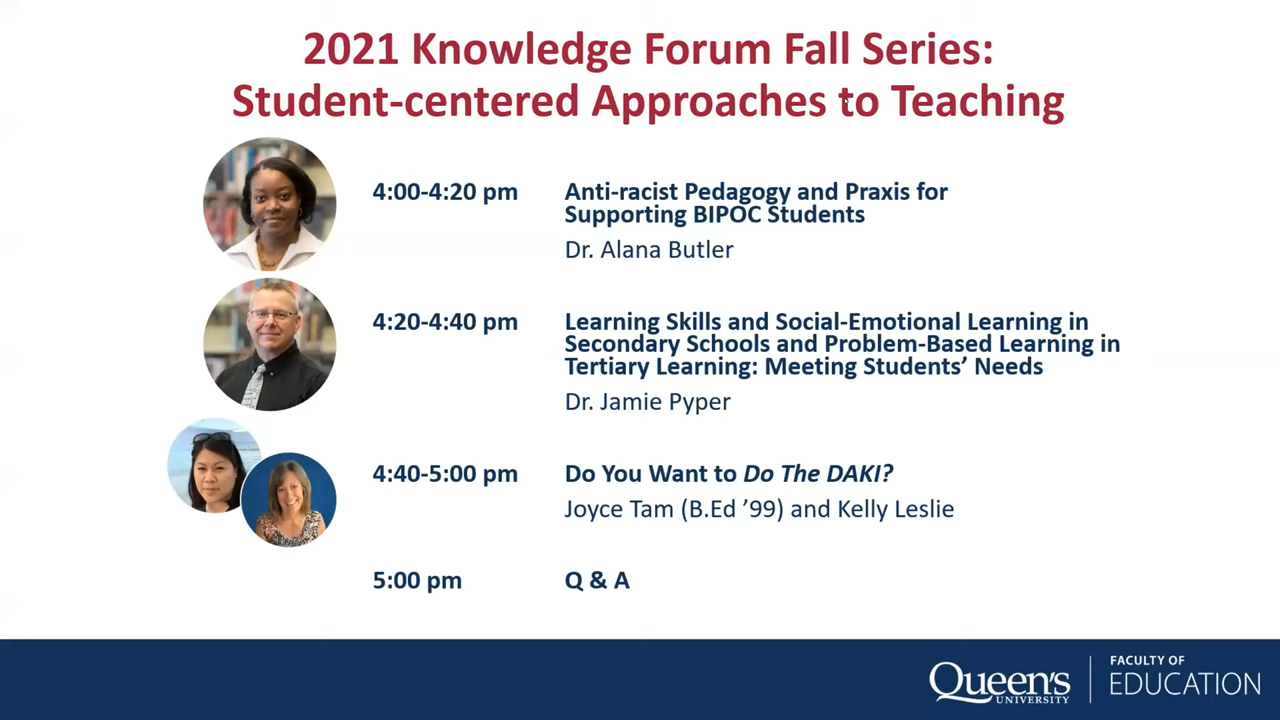 2021 Knowledge Forum Fall Series:
Student-centered Approaches to Teaching
4:00-4:20 pm
Anti-racist Pedagogy and Praxis for
Supporting BIPOC Students
Dr. Alana Butler
4:20-4:40 pm
Learning Skills and Social-Emotional Learning in
Secondary Schools and Problem-Based Learning in
Tertiary Learning: Meeting Students’ Needs
Dr. Jamie Pyper
4:40-5:00 pm
Do You Want to Do The DAKI?
Joyce Tam (B.Ed ’99) and Kelly Leslie
5:00 pm
Q & A
Queen's
UNIVERSITY
FACULTY OF
EDUCATION